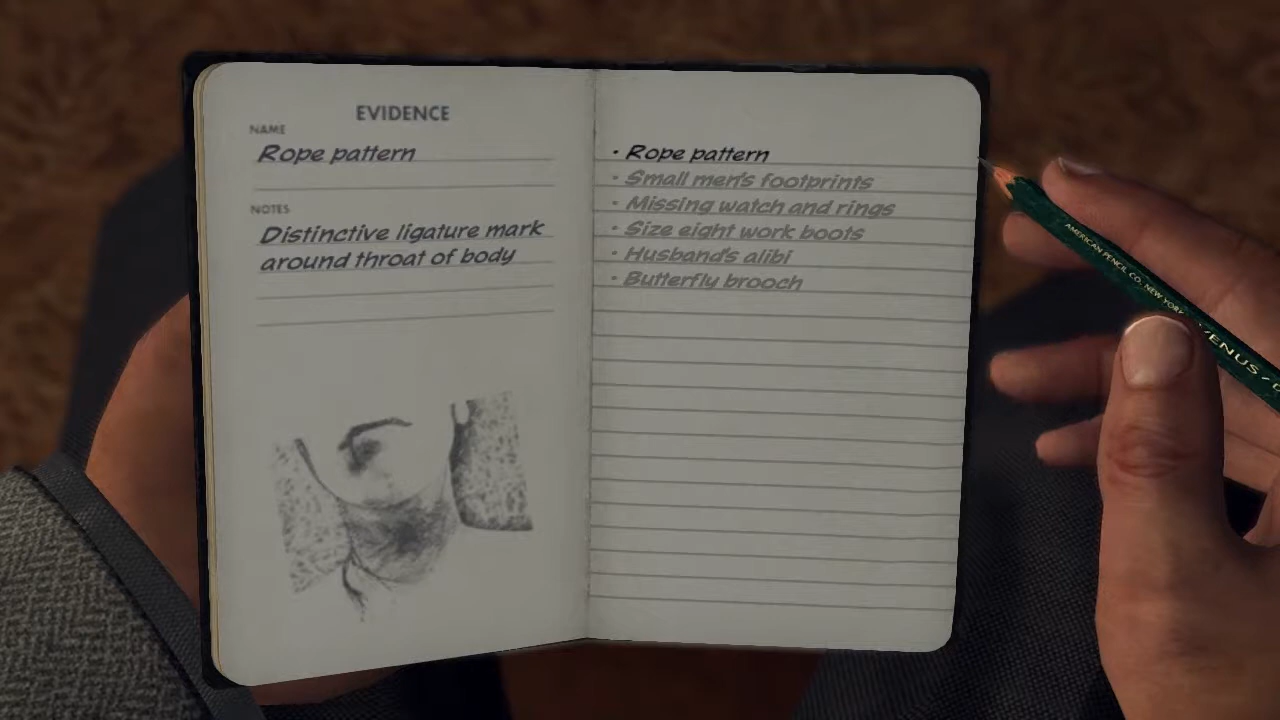 EVIDENCE
NAME
Rope pattern
NOTES
Distinctive ligature mark
around throat of body
• Rope pattern
• Small men's footprints
• Missing watch and rings
• Size eight work boots
• Husband's alibi
• Butterfly brooch
AMERICAN PENCIL CO. NEW YORK
VENUS